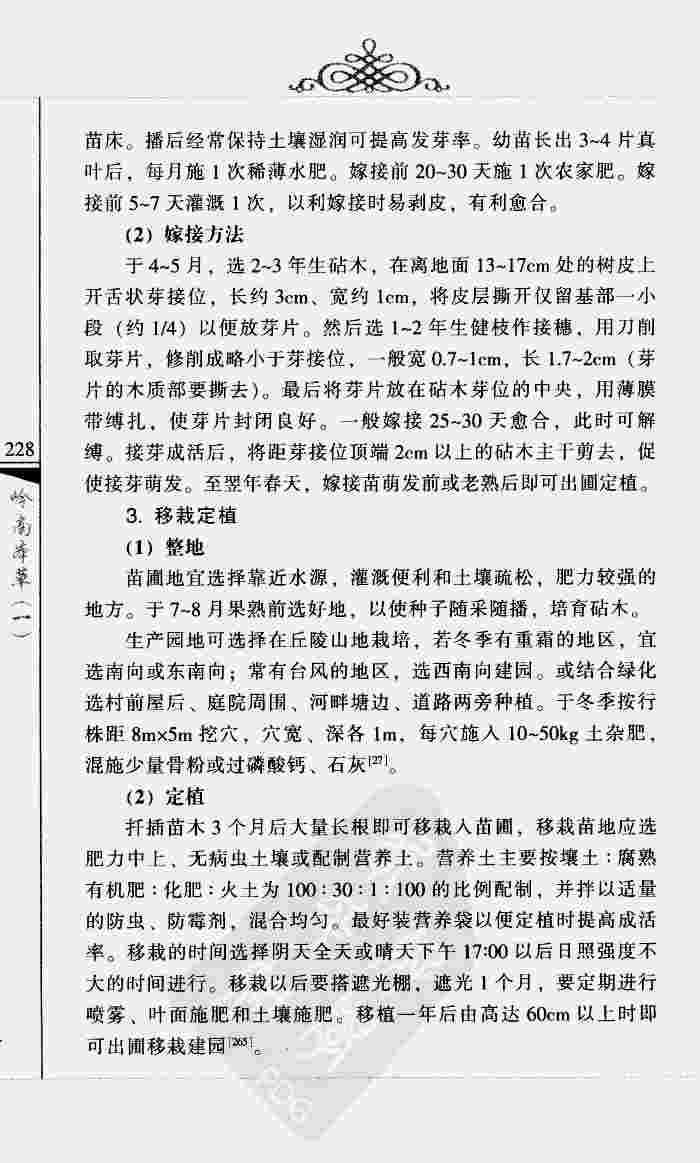 苗床。播后经常保持土壤湿润可提高发芽率。幼苗长出 3~4 片真
叶后，每月施 1 次稀薄水肥。嫁接前 20~30 天施 1 次农家肥。嫁
接前 5~7 天灌溉 1 次，以利嫁接时易剥皮，有利愈合。
(2) 嫁接方法
于 4~5 月，选 2~3 年生砧木，在离地面 13~17cm 处的树皮上
开舌状芽接位，长约 3cm、宽约 1cm，将皮层撕开仅留基部一小
段（约 1/4）以便放芽片。然后选 1~2 年生健枝作接穗，用刀削
取芽片，修削成略小于芽接位，一般宽 0.7~1cm，长 1.7~2cm（芽
片的木质部要撕去）。最后将芽片放在砧木芽位的中央，用薄膜
带缚扎，使芽片封闭良好。一般嫁接 25~30 天愈合，此时可解
缚。接芽成活后，将距芽接位顶端 2cm 以上的砧木主干剪去，促
使接芽萌发。至翌年春天，嫁接苗萌发前或老熟后即可出圃定植。
3. 移栽定植
(1) 整地
苗圃地宜选择靠近水源，灌溉便利和土壤疏松，肥力较强的
地方。于 7~8 月果熟前选好地，以使种子随采随播，培育砧木。
生产园地可选择在丘陵山地栽培，若冬季有重霜的地区，宜
选南向或东南向；常有台风的地区，选西南向建园。或结合绿化
选村前屋后、庭院周围、河畔塘边、道路两旁种植。于冬季按行
株距 8m×5m 挖穴，穴宽、深各 1m，每穴施入 10~50kg 土杂肥，
混施少量骨粉或过磷酸钙、石灰[27]。
(2) 定植
扦插苗木 3 个月后大量长根即可移栽入苗圃，移栽苗地应选
肥力中上、无病虫土壤或配制营养土。营养土主要按壤土：腐熟
有机肥：化肥：火土为 100：30：1：100 的比例配制，并拌以适量
的防虫、防霉剂，混合均匀。最好装营养袋以便定植时提高成活
率。移栽的时间选择阴天全天或晴天下午 17:00 以后日照强度不
大的时间进行。移栽以后要搭遮光棚，遮光 1 个月，要定期进行
喷雾、叶面施肥和土壤施肥。移植一年后由高达 60cm 以上时即
可出圃移栽建园[265]。
228
岭南本草（一）
PDG